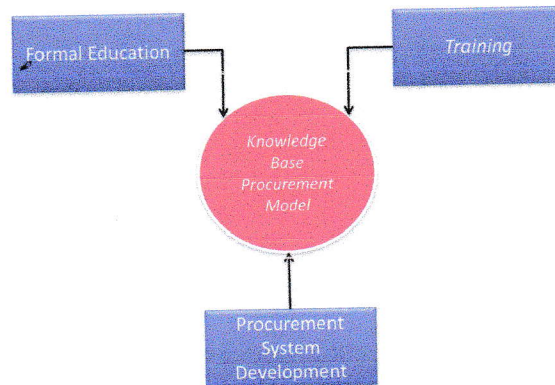 Formal Education
Training
Knowledge
Base
Procurement
Model
Procurement
System
Development